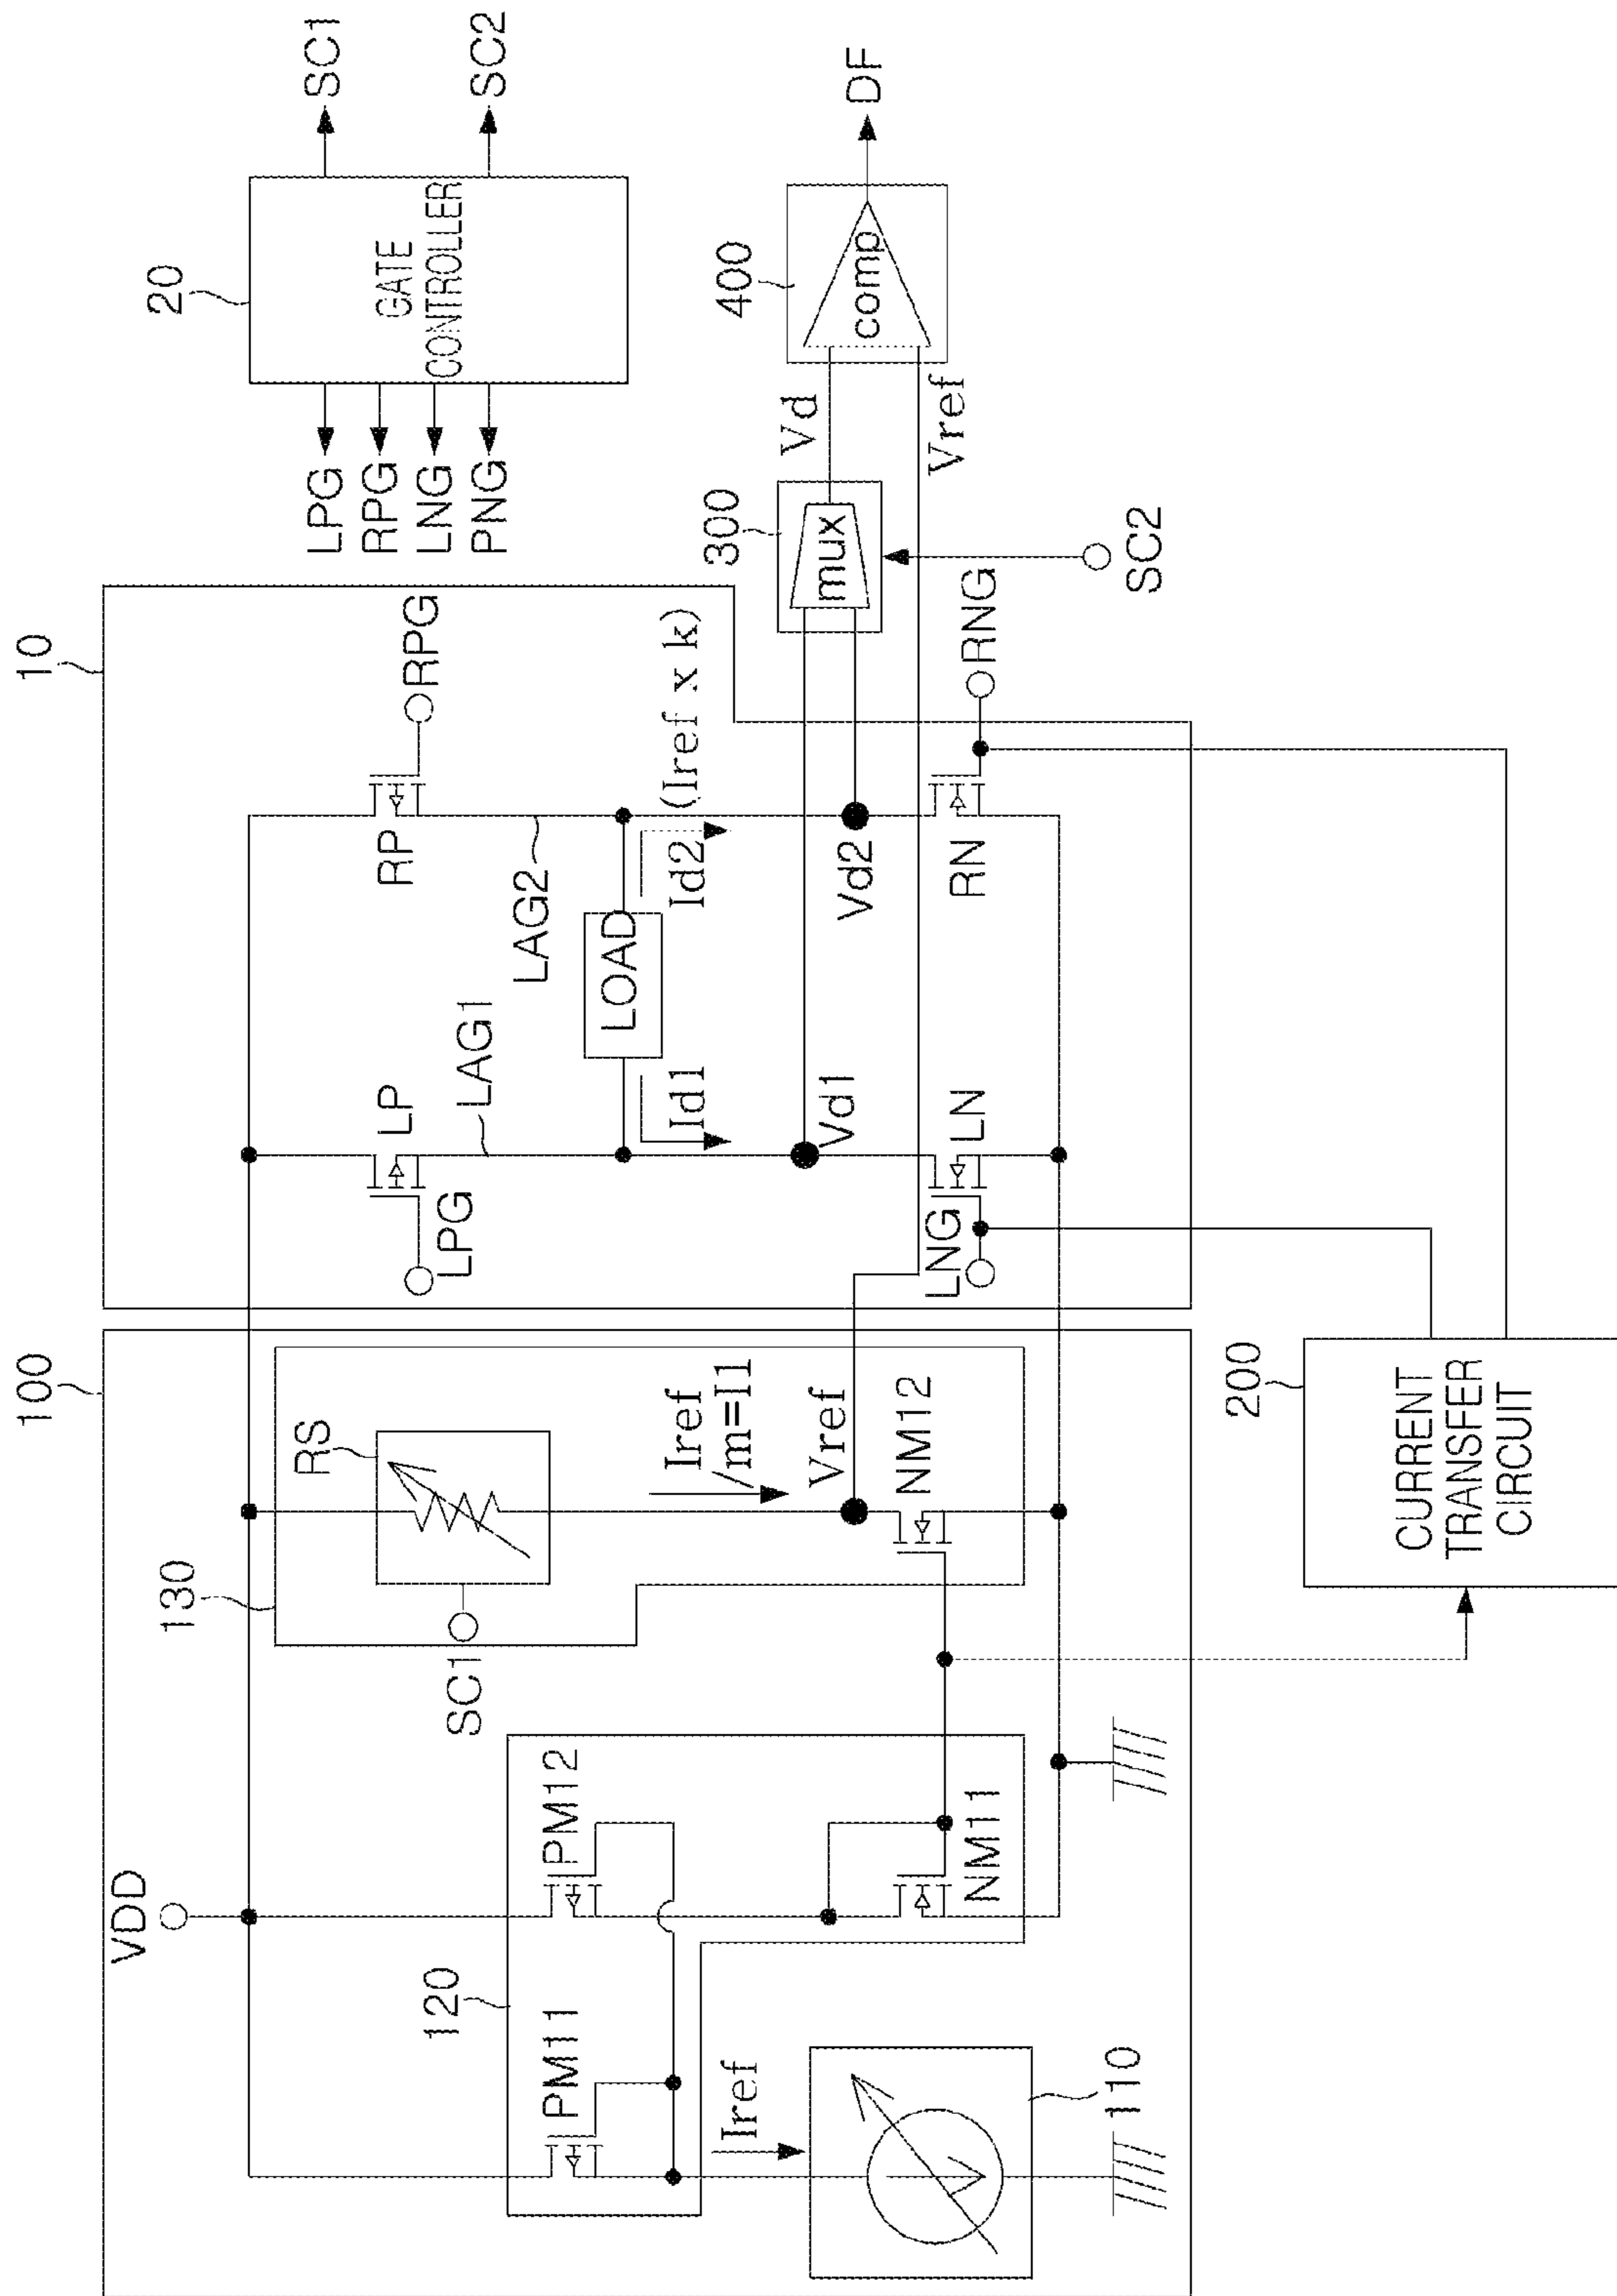 100
VDD
120
PM11
PM12
Iref
110
NM11
130
RS
SC1
Iref
/m=I1
Vref
NM12
200
CURRENT
TRANSFER
CIRCUIT
10
LPG
LP
LAG1
RP
RPG
LAG2
LOAD
Id1
Id2
(Iref x k)
Vd1
Vd2
LNG
LN
RN
RNG
20
GATE
CONTROLLER
LPG
RPG
LNG
PNG
SC1
SC2
300
mux
SC2
Vd
Vref
400
comp
DF